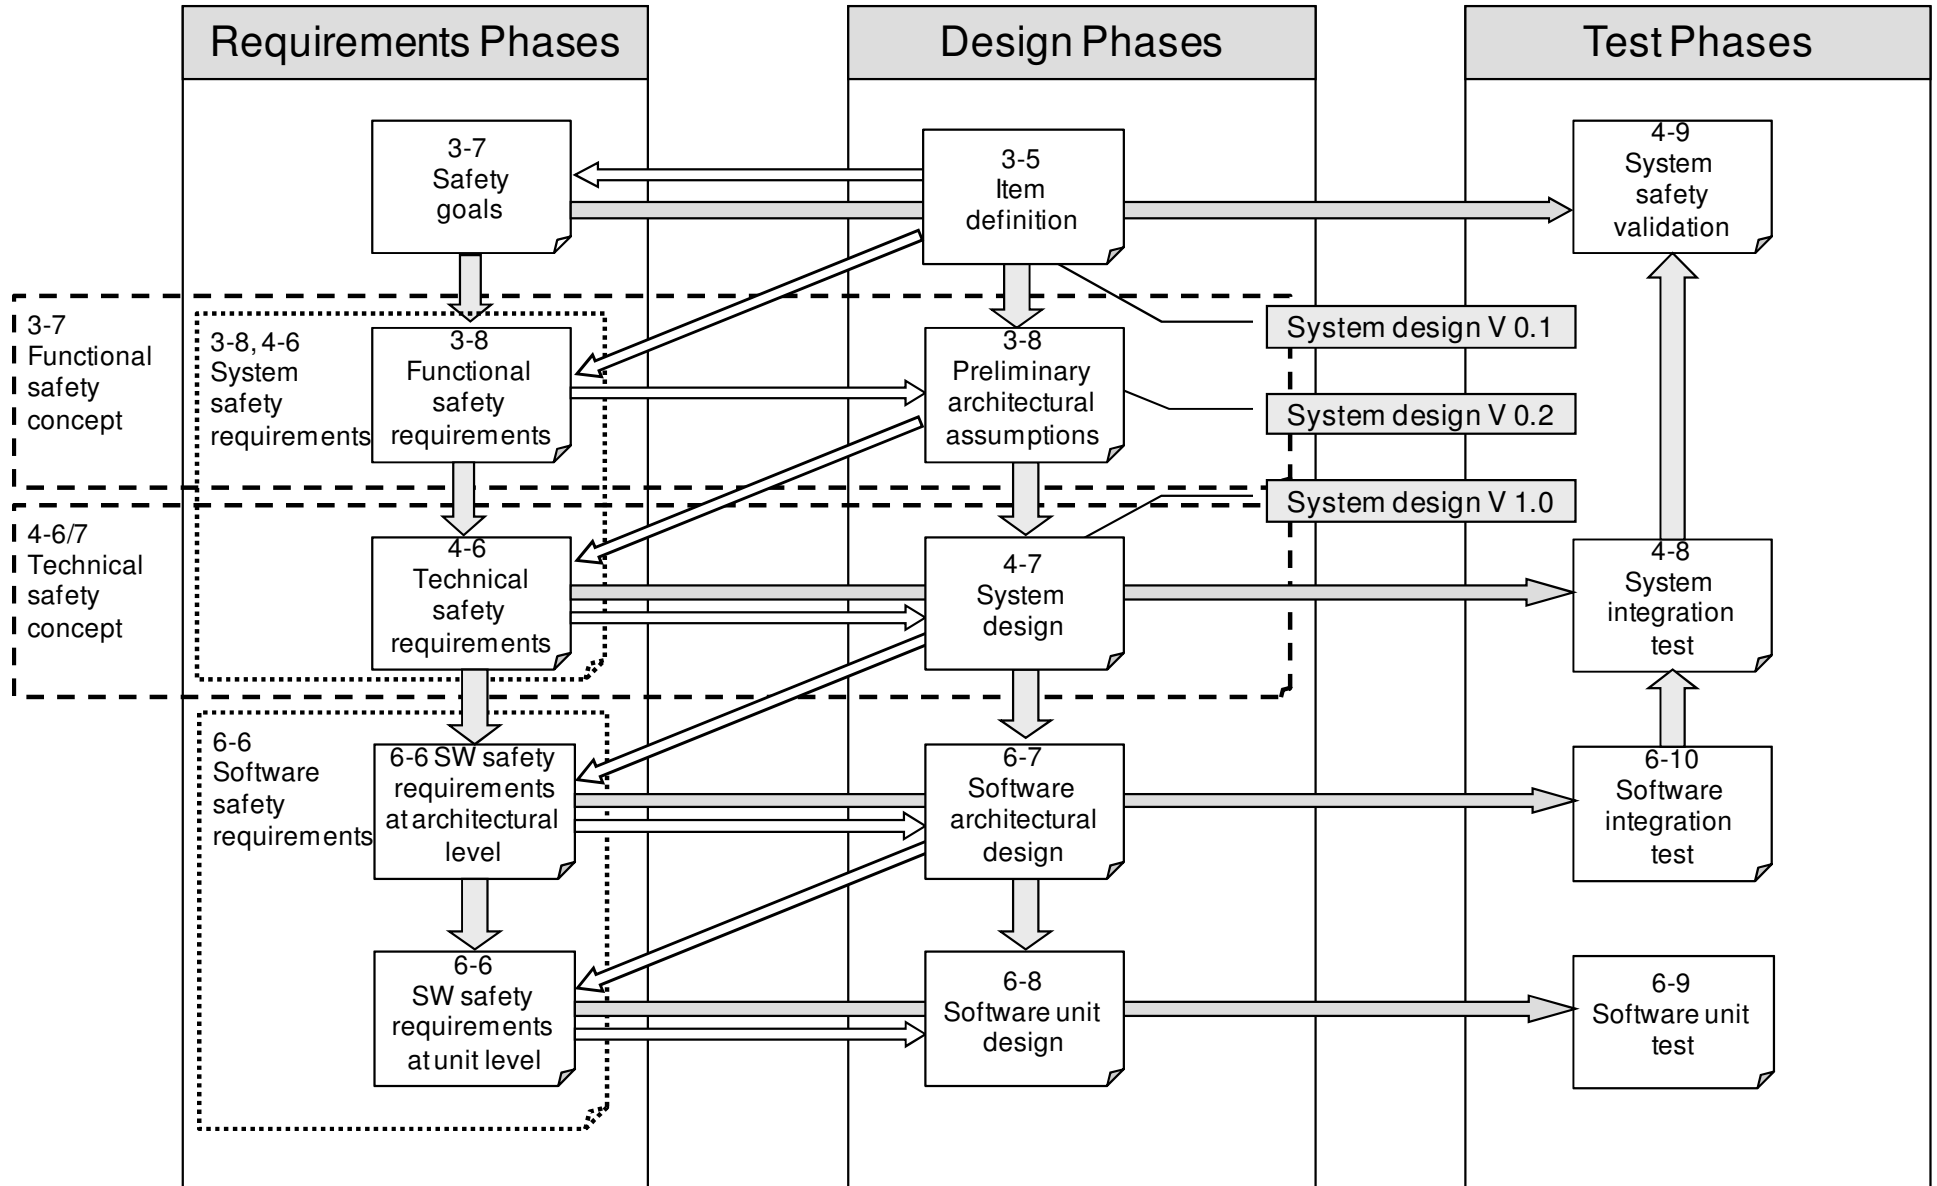 Requirements Phases
Design Phases
Test Phases
3-7
Safety
goals
3-5
Item
definition
4-9
System
safety
validation
3-7
Functional
safety
concept
3-8, 4-6
System
safety
requirements
3-8
Functional
safety
requirements
3-8
Preliminary
architectural
assumptions
System design V 0.1
System design V 0.2
System design V 1.0
4-6/7
Technical
safety
concept
4-6
Technical
safety
requirements
4-7
System
design
4-8
System
integration
test
6-6
Software
safety
requirements
6-6 SW safety
requirements
at architectural
level
6-7
Software
architectural
design
6-10
Software
integration
test
6-6
SW safety
requirements
at unit level
6-8
Software unit
design
6-9
Software unit
test